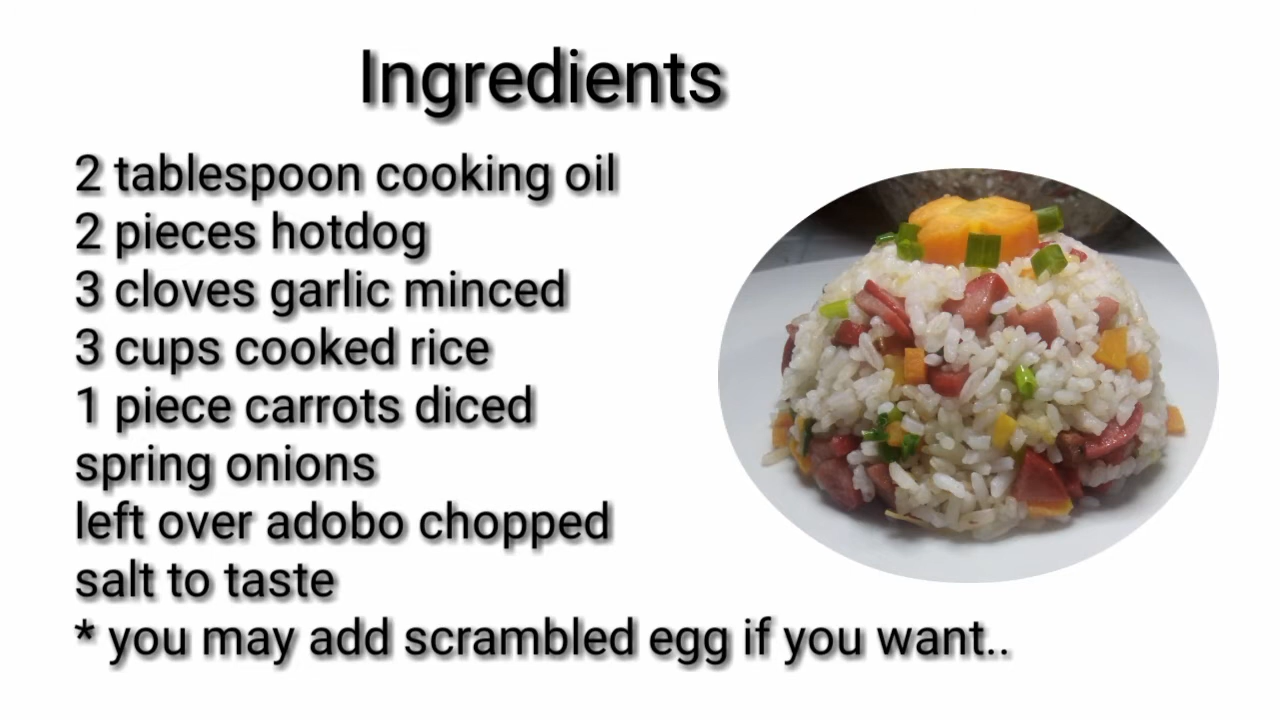 Ingredients
2 tablespoon cooking oil
2 pieces hotdog
3 cloves garlic minced
3 cups cooked rice
1 piece carrots diced
spring onions
left over adobo chopped
salt to taste
* you may add scrambled egg if you want..